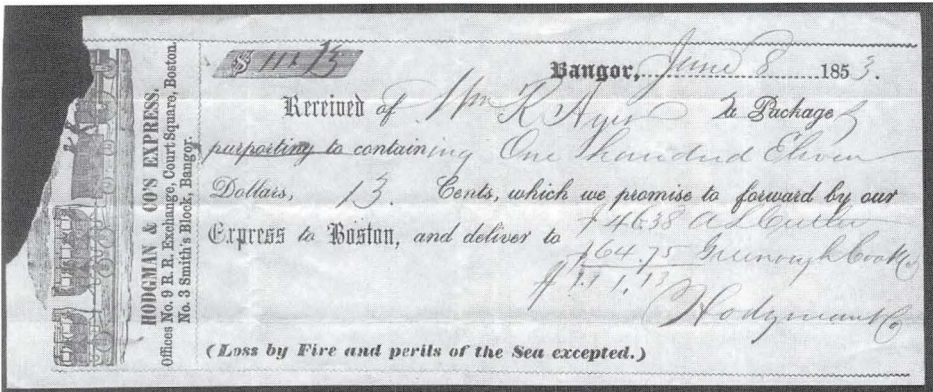 HODGMAN & CO'S EXPRESS.
Offices No. 9 R. R. Exchange, Court Square, Boston.
No. 3 Smith's Block, Bangor.
$ 111 13
Bangor, June 8 1853.
Received of Wm K Ayer a Package
purporting to containing One hundred Eleven
Dollars, 13. Cents, which we promise to forward by our
Express to Boston, and deliver to $46.38 A L Cutler
$64.75 Greenough Cook Co
$111.13
Hodgman & Co
(Loss by Fire and perils of the Sea excepted.)